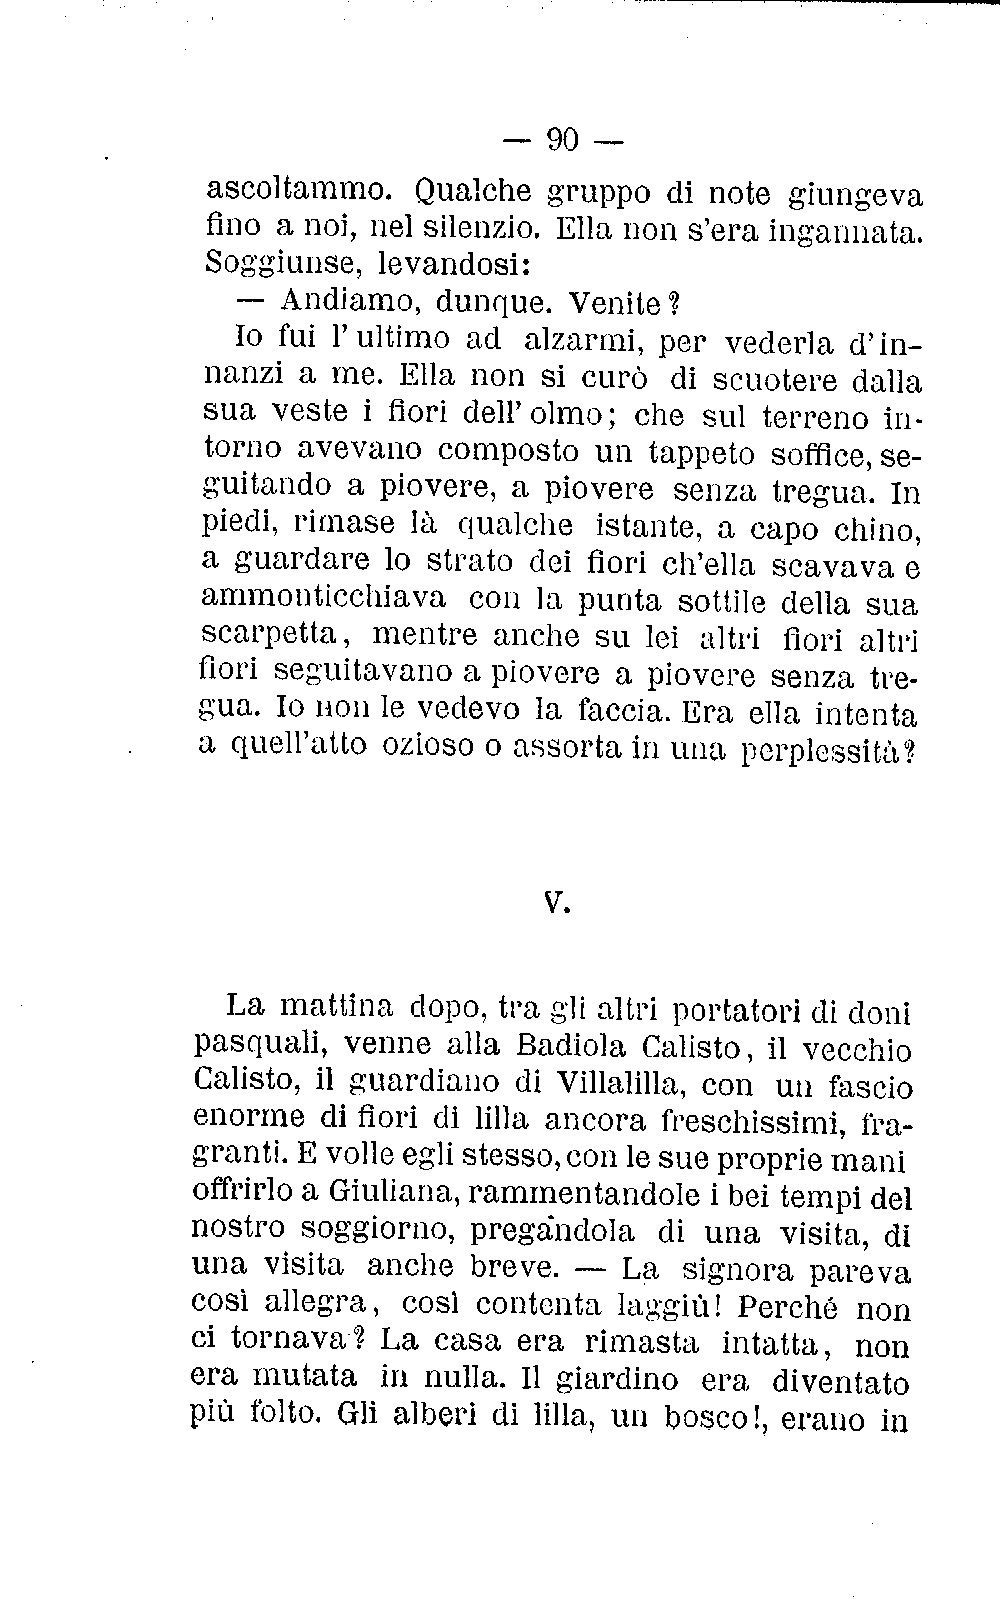 — 90 —
ascoltammo. Qualche gruppo di note giungeva
fino a noi, nel silenzio. Ella non s'era ingannata.
Soggiunse, levandosi:
— Andiamo, dunque. Venite?
Io fui l'ultimo ad alzarmi, per vederla d'in-
nanzi a me. Ella non si curò di scuotere dalla
sua veste i fiori dell'olmo; che sul terreno in-
torno avevano composto un tappeto soffice, se-
guitando a piovere, a piovere senza tregua. In
piedi, rimase là qualche istante, a capo chino,
a guardare lo strato dei fiori ch'ella scavava e
ammonticchiava con la punta sottile della sua
scarpetta, mentre anche su lei altri fiori altri
fiori seguitavano a piovere a piovere senza tre-
gua. Io non le vedevo la faccia. Era ella intenta
a quell'atto ozioso o assorta in una perplessità?
V.
La mattina dopo, tra gli altri portatori di doni
pasquali, venne alla Badiola Calisto, il vecchio
Calisto, il guardiano di Villalilla, con un fascio
enorme di fiori di lilla ancora freschissimi, fra-
granti. E volle egli stesso, con le sue proprie mani
offrirlo a Giuliana, rammentandole i bei tempi del
nostro soggiorno, pregàndola di una visita, di
una visita anche breve. — La signora pareva
così allegra, così contenta laggiù! Perché non
ci tornava? La casa era rimasta intatta, non
era mutata in nulla. Il giardino era diventato
più folto. Gli alberi di lilla, un bosco!, erano in